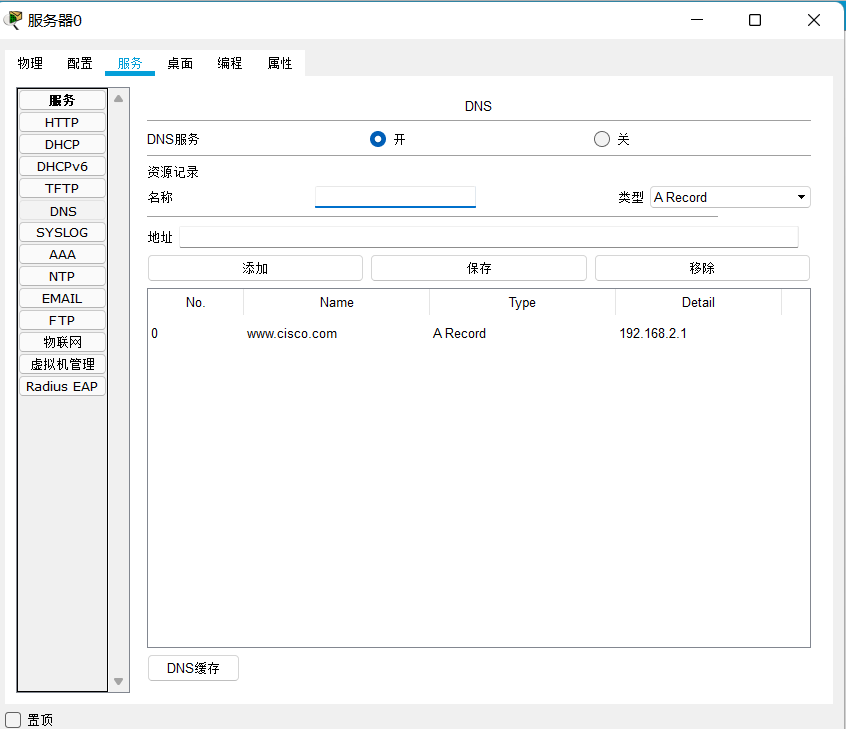 服务器0
物理 配置 服务 桌面 编程 属性
服务
HTTP
DHCP
DHCPv6
TFTP
DNS
SYSLOG
AAA
NTP
EMAIL
FTP
物联网
虚拟机管理
Radius EAP
DNS
DNS服务 开 关
资源记录
名称 类型 A Record
地址
添加 保存 移除
No. Name Type Detail
0 www.cisco.com A Record 192.168.2.1
DNS缓存
置顶